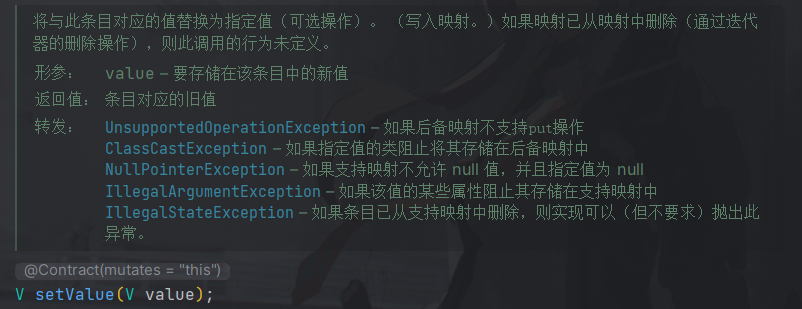 将与此条目对应的值替换为指定值（可选操作）。 （写入映射。）如果映射已从映射中删除（通过迭代
器的删除操作），则此调用的行为未定义。
形参： value – 要存储在该条目中的新值
返回值： 条目对应的旧值
转发： UnsupportedOperationException – 如果后备映射不支持put操作
ClassCastException – 如果指定值的类阻止将其存储在后备映射中
NullPointerException – 如果支持映射不允许 null 值，并且指定值为 null
IllegalArgumentException – 如果该值的某些属性阻止其存储在支持映射中
IllegalStateException – 如果条目已从支持映射中删除，则实现可以（但不要求）抛出此
异常。
@Contract(mutates = "this")
V setValue(V value);